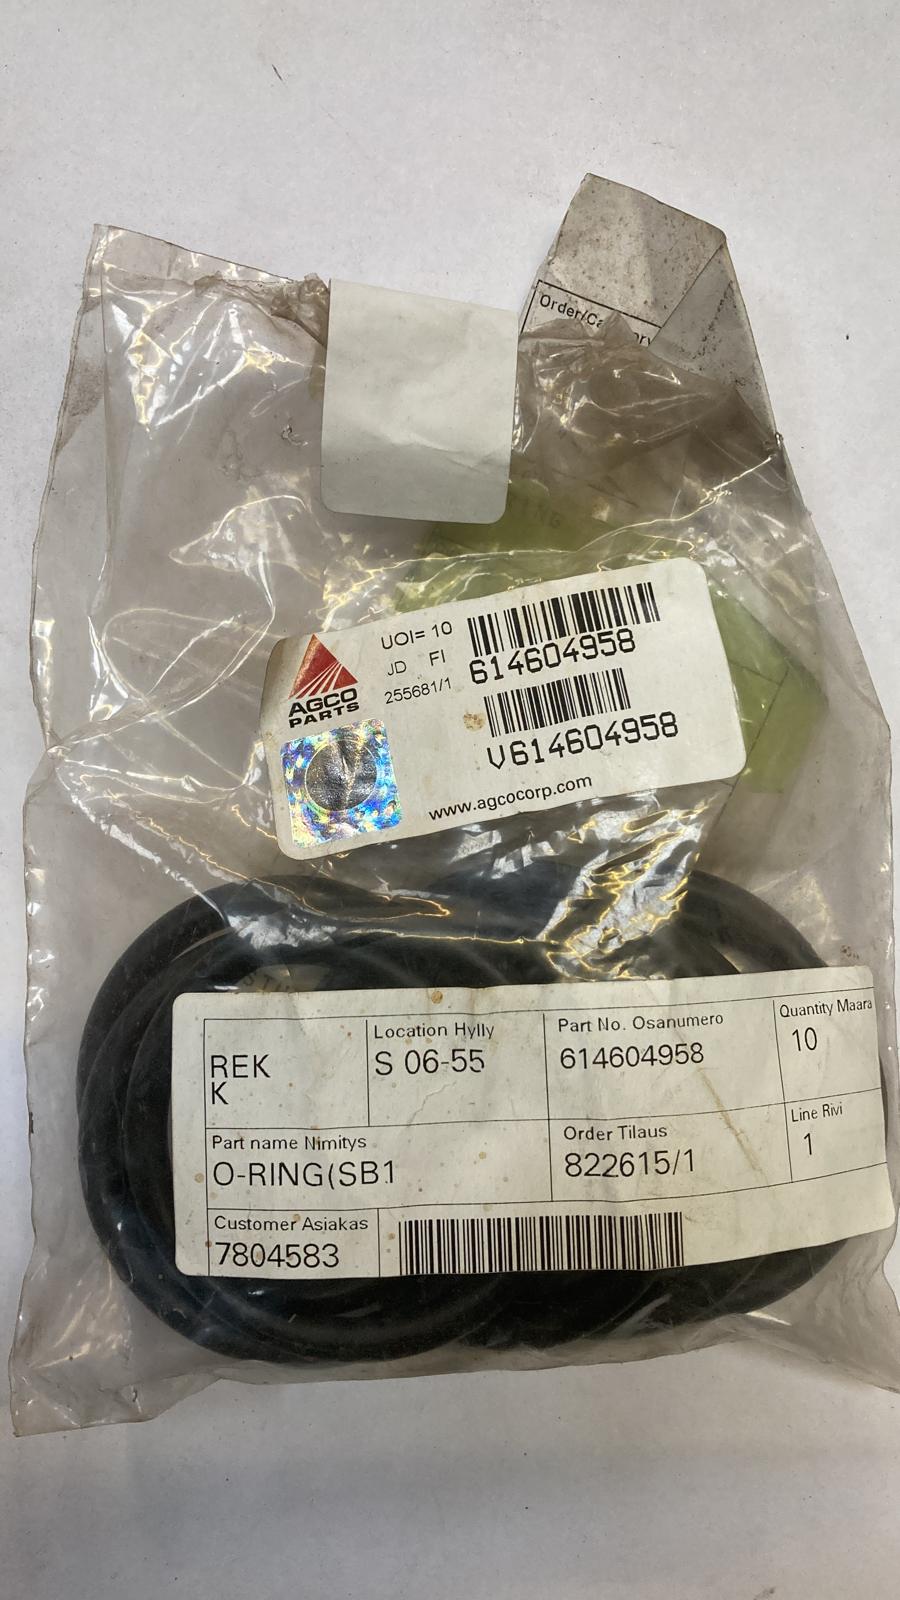 Order/Ca
UOI= 10
JD FI
255681/1
614604958
V614604958
AGCO
PARTS
www.agcocorp.com
REK
K
Location Hylly
S 06-55
Part No. Osanumero
614604958
Quantity Maara
10
Part name Nimitys
O-RING(SB1
Order Tilaus
822615/1
Line Rivi
1
Customer Asiakas
7804583